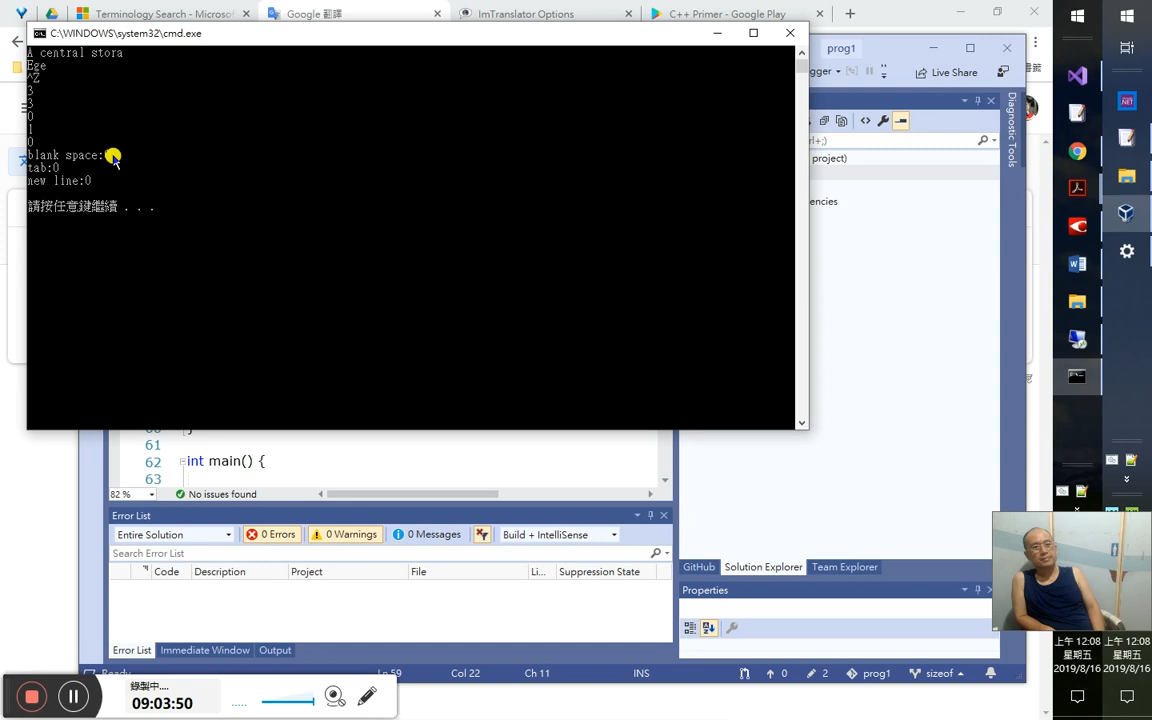 Terminology Search - Microsof
Google 翻譯
ImTranslator Options
C++ Primer - Google Play
C:\WINDOWS\system32\cmd.exe
A central stora
Ege
^Z
3
3
0
1
0
blank space:
tab:0
new line:0
請按任意鍵繼續 . . .
prog1
gger
Live Share
Diagnostic Tools
+;)
project)
encies
61
62
int main() {
63
82 %
No issues found
Error List
Entire Solution
0 Errors
0 Warnings
0 Messages
Build + IntelliSense
Search Error List
Code
Description
Project
File
Li...
Suppression State
Error List
Immediate Window
Output
GitHub
Solution Explorer
Team Explorer
Properties
Ready
Ln 59
Col 22
Ch 11
INS
0
2
prog1
sizeof
錄製中....
09:03:50
上午 12:08
星期五
2019/8/16
上午 12:08
星期五
2019/8/16